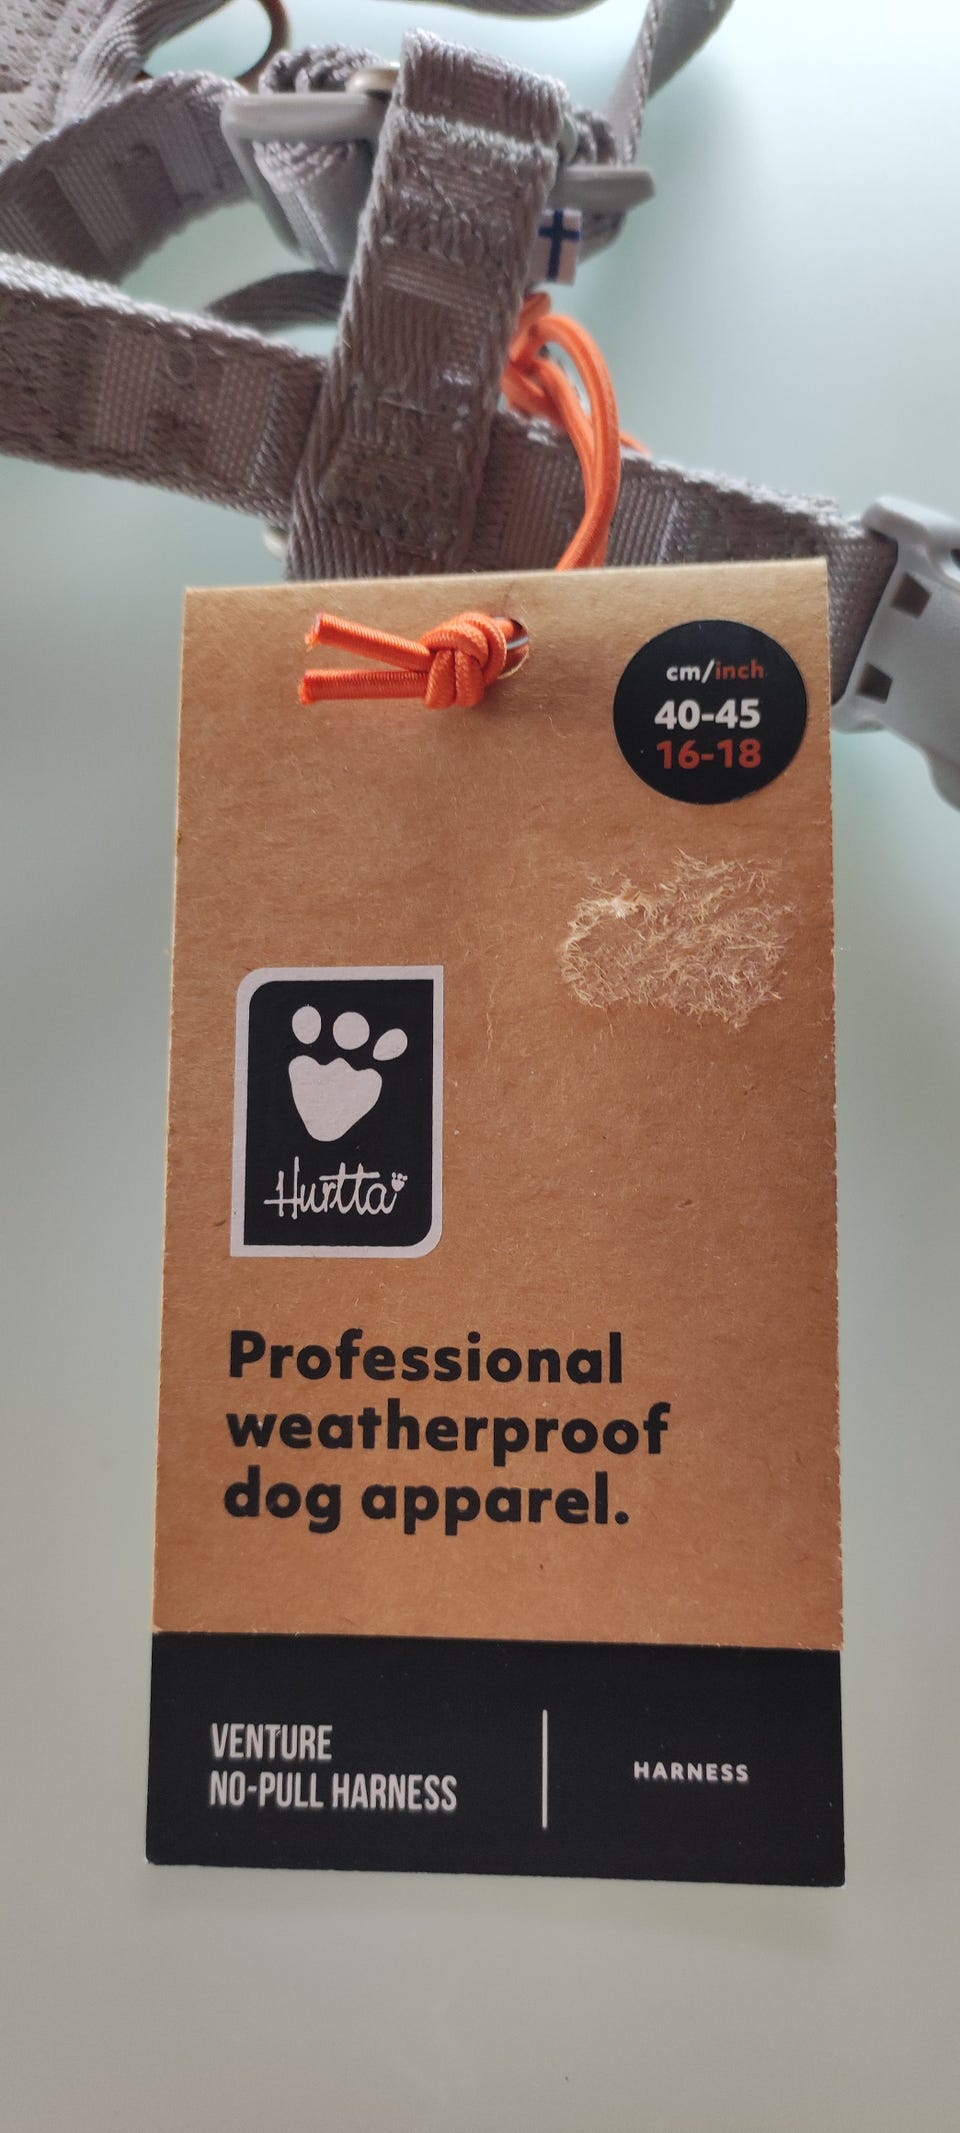 cm/inch
40-45
16-18
Hurtta
Professional
weatherproof
dog apparel.
VENTURE
NO-PULL HARNESS
HARNESS